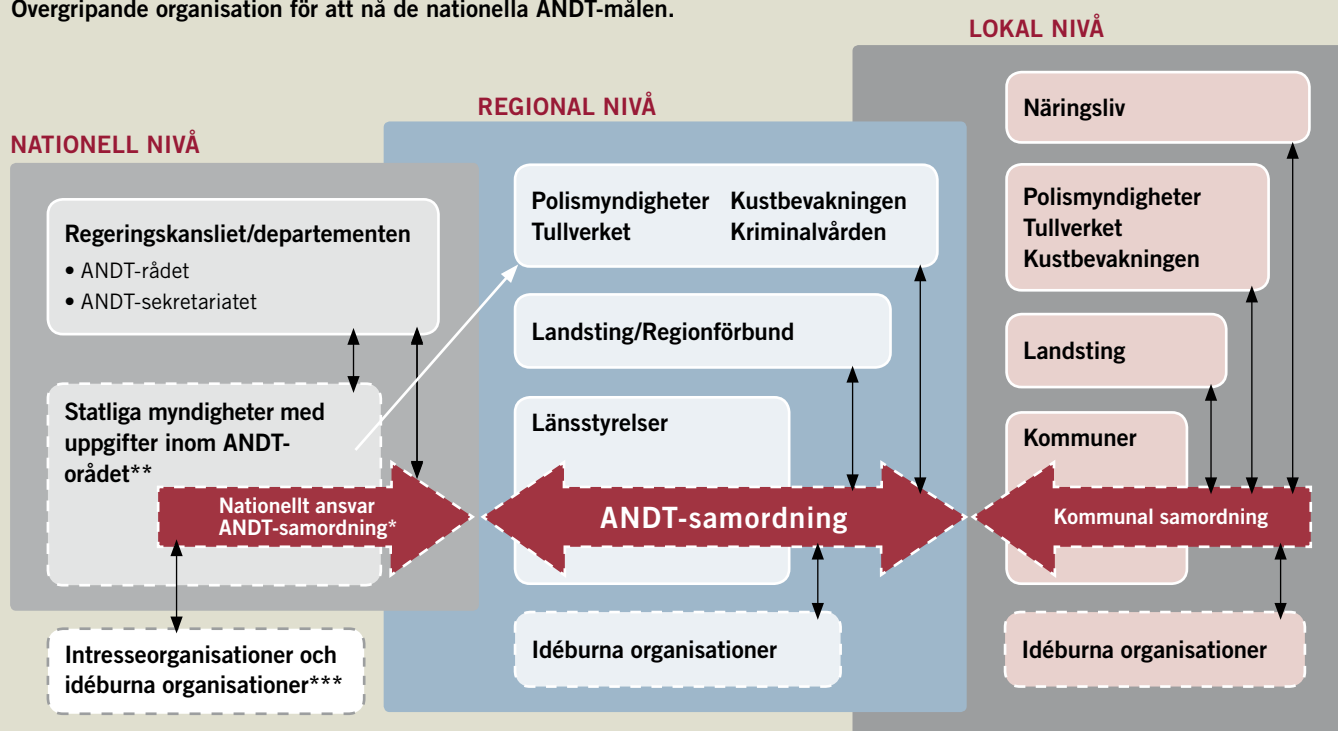 Övergripande organisation för att nå de nationella ANDT-målen.
NATIONELL NIVÅ
Regeringskansliet/departementen
• ANDT-rådet
• ANDT-sekretariatet
Statliga myndigheter med
uppgifter inom ANDT-
orådet**
Nationellt ansvar
ANDT-samordning*
Intresseorganisationer och
idéburna organisationer***
REGIONAL NIVÅ
Polismyndigheter Kustbevakningen
Tullverket Kriminalvården
Landsting/Regionförbund
Länsstyrelser
ANDT-samordning
Idéburna organisationer
LOKAL NIVÅ
Näringsliv
Polismyndigheter
Tullverket
Kustbevakningen
Landsting
Kommuner
Kommunal samordning
Idéburna organisationer